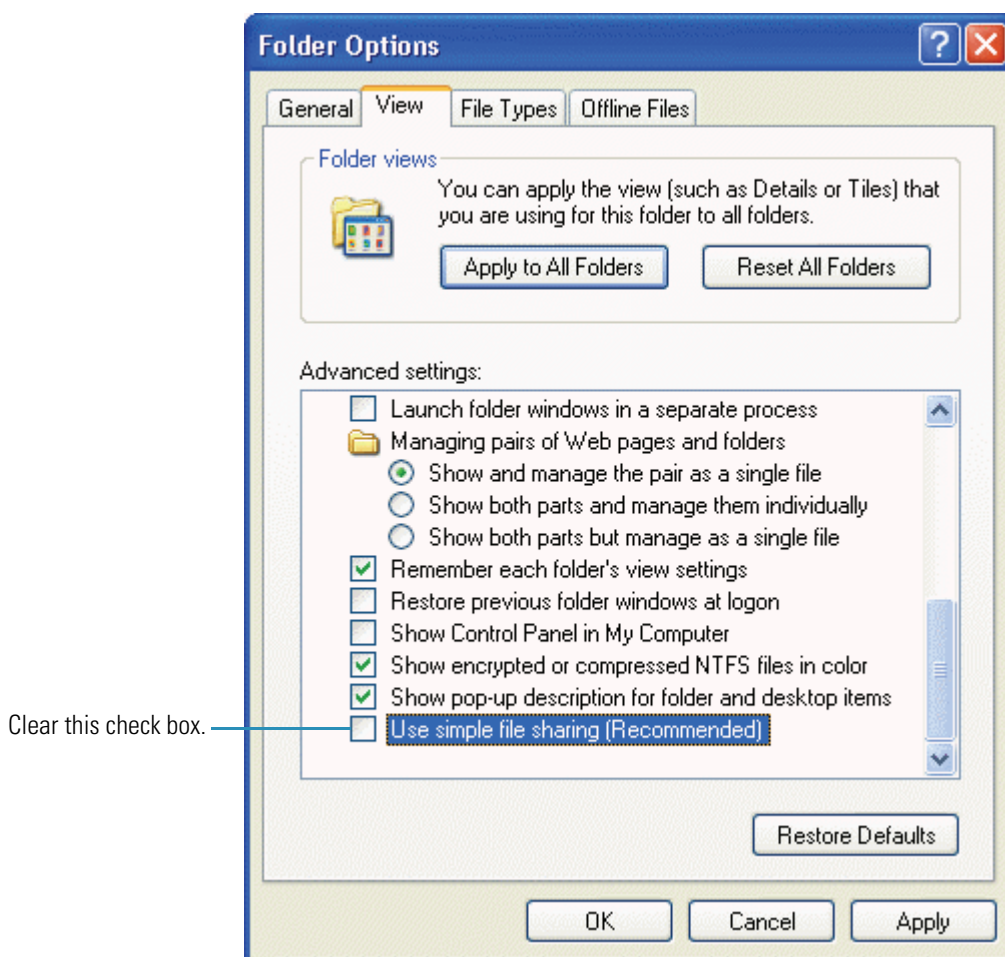 Folder Options
General View File Types Offline Files
Folder views
You can apply the view (such as Details or Tiles) that
you are using for this folder to all folders.
Apply to All Folders Reset All Folders
Advanced settings:
Launch folder windows in a separate process
Managing pairs of Web pages and folders
Show and manage the pair as a single file
Show both parts and manage them individually
Show both parts but manage as a single file
Remember each folder's view settings
Restore previous folder windows at logon
Show Control Panel in My Computer
Show encrypted or compressed NTFS files in color
Show pop-up description for folder and desktop items
Clear this check box.
Use simple file sharing (Recommended)
Restore Defaults
OK Cancel Apply